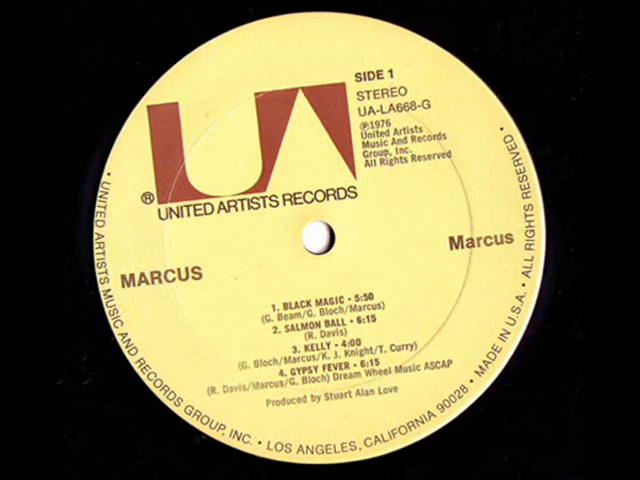 SIDE 1
STEREO
UA-LA668-G
℗1976
United Artists
Music And Records
Group, Inc.
All Rights Reserved
UA
®
UNITED ARTISTS RECORDS
MARCUS
Marcus
1. BLACK MAGIC • 5:50
(G. Beam/G. Bloch/Marcus)
2. SALMON BALL • 6:15
(R. Davis)
3. KELLY • 4:00
(G. Bloch/Marcus/K. J. Knight/T. Curry)
4. GYPSY FEVER • 6:15
(R. Davis/Marcus/G. Bloch) Dream Wheel Music ASCAP
Produced by Stuart Alan Love
• UNITED ARTISTS MUSIC AND RECORDS GROUP, INC. • LOS ANGELES, CALIFORNIA 90028 • MADE IN U.S.A. • ALL RIGHTS RESERVED •